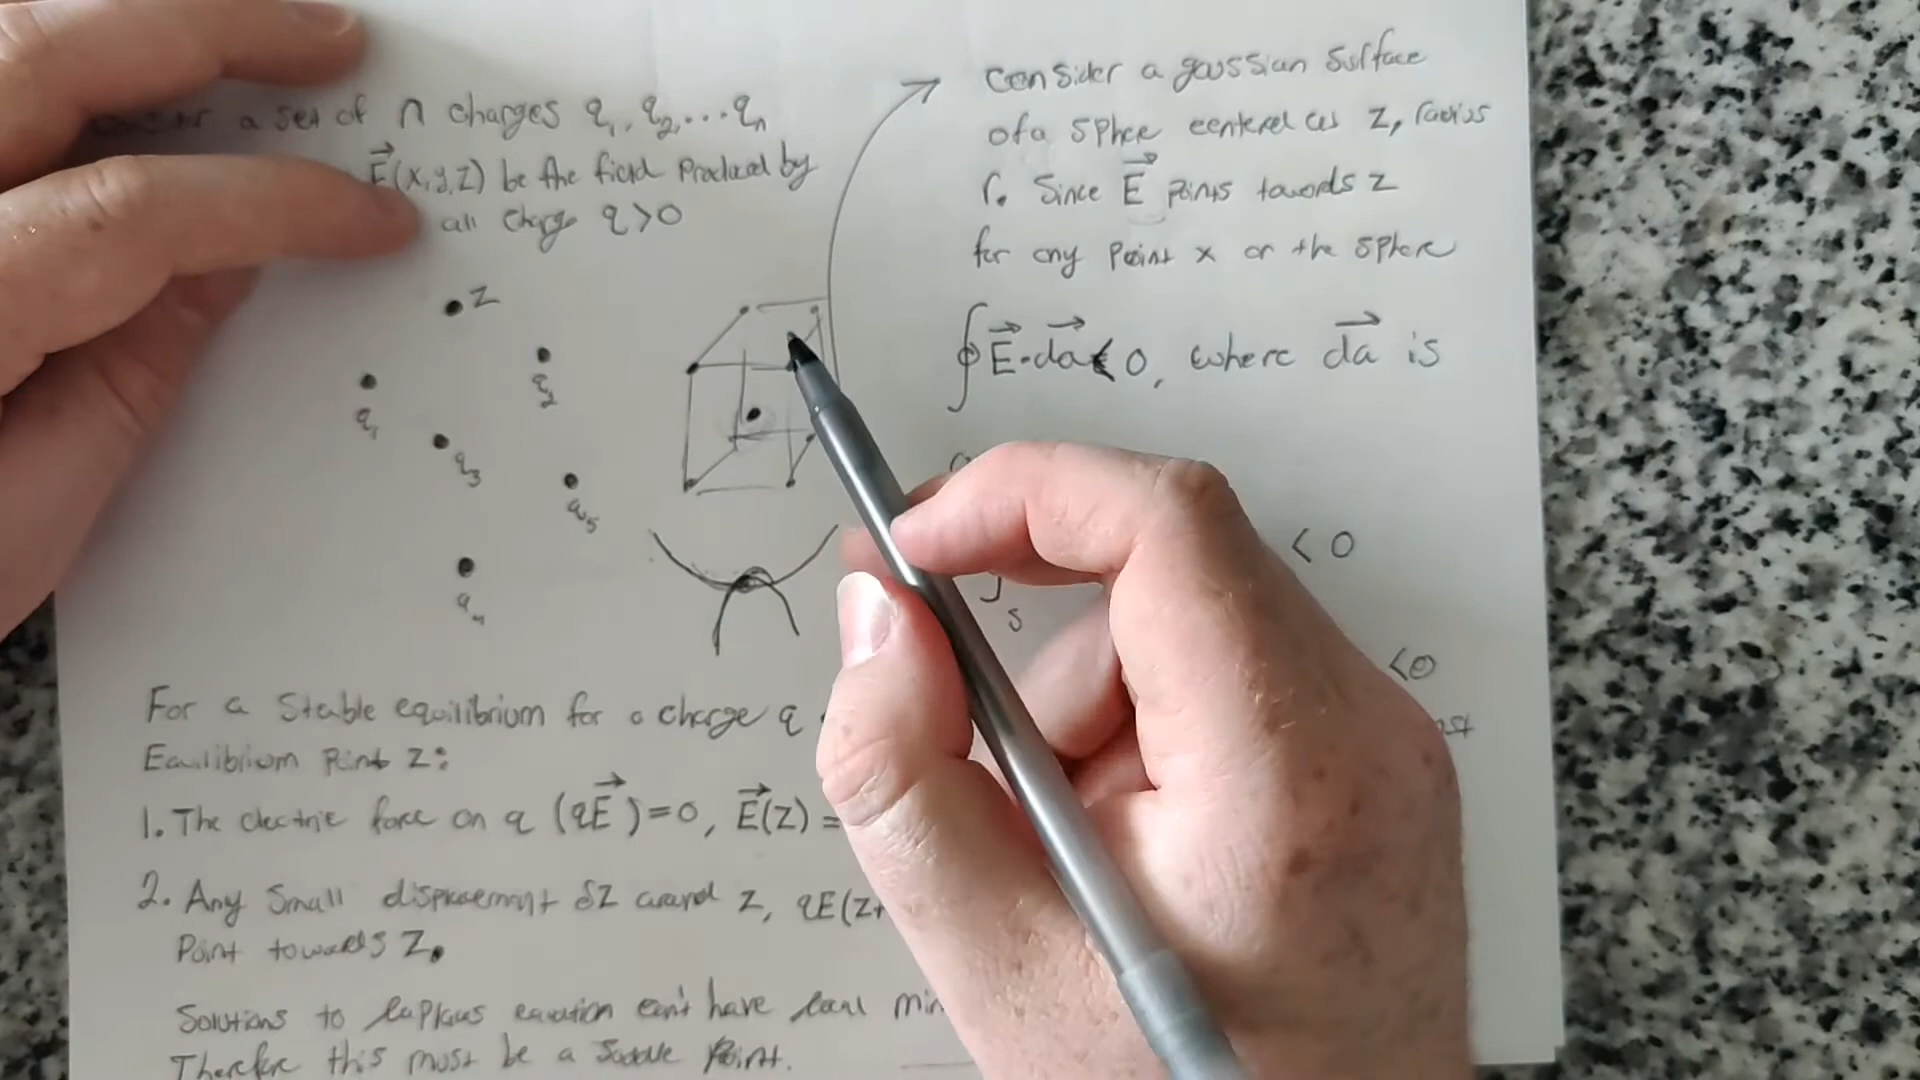 a set of n charges q₁, q₂, ... qₙ
E(x,y,z) be the field produced by
all charge q>0
z
q₁
q₂
q₃
q₅
q₄
For a Stable equilibrium for a charge q
Equilibrium Point z:
1. The electric force on q (qE)=0, E(z) =
2. Any Small displacement δz around z, qE(z+
Point towards z.
Solutions to laplaces equation can't have local min
Therefore this must be a saddle Point.
Consider a gaussian Surface
of a sphere centered as z, radius
r. Since E points towards z
for any Point x on the sphere
∮E·da<0, where da is
< 0
S
<0